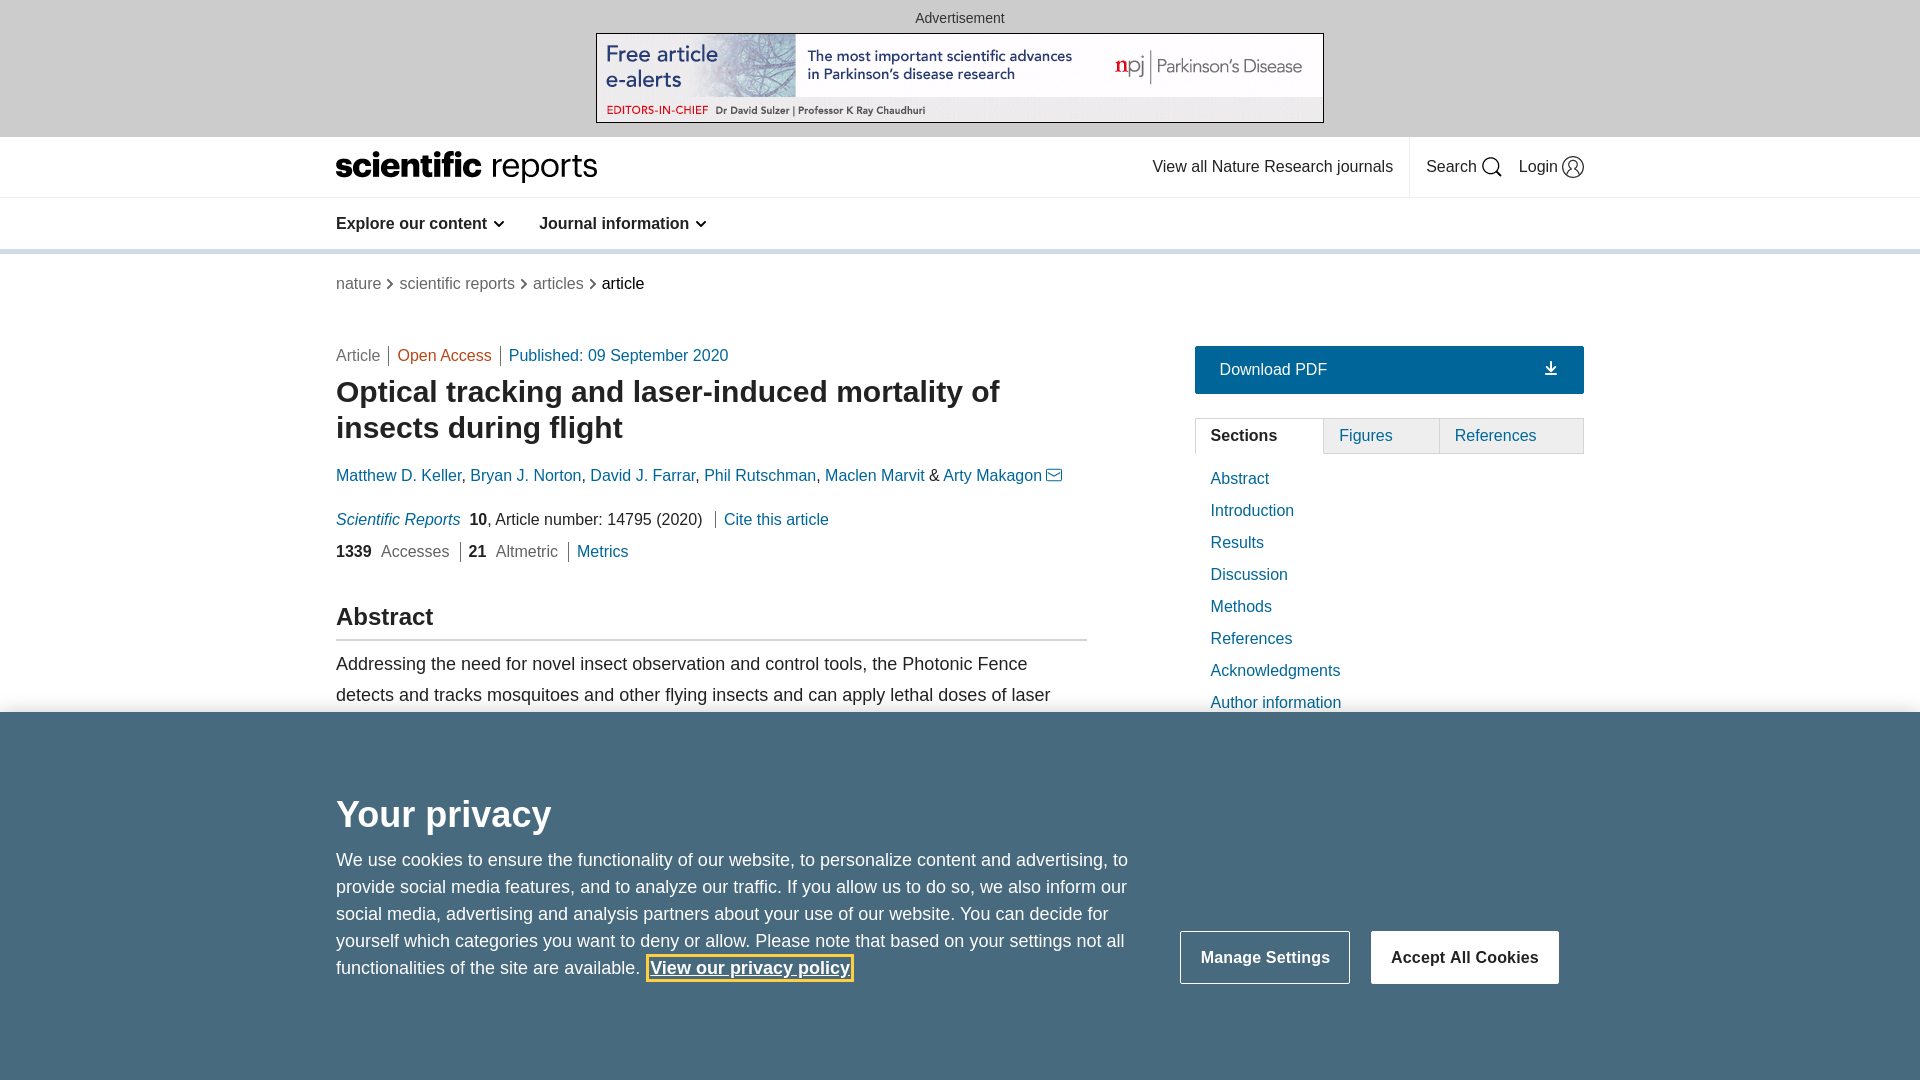 Advertisement
Free article
e-alerts
The most important scientific advances
in Parkinson's disease research
npj Parkinson's Disease
EDITORS-IN-CHIEF Dr David Sulzer | Professor K Ray Chaudhuri
scientific reports
View all Nature Research journals
Search
Login
Explore our content
Journal information
nature
scientific reports
articles
article
Article
Open Access
Published: 09 September 2020
Optical tracking and laser-induced mortality of
insects during flight
Matthew D. Keller, Bryan J. Norton, David J. Farrar, Phil Rutschman, Maclen Marvit & Arty Makagon
Scientific Reports 10, Article number: 14795 (2020)
Cite this article
1339 Accesses
21 Altmetric
Metrics
Abstract
Addressing the need for novel insect observation and control tools, the Photonic Fence
detects and tracks mosquitoes and other flying insects and can apply lethal doses of laser
Download PDF
Sections
Figures
References
Abstract
Introduction
Results
Discussion
Methods
References
Acknowledgments
Author information
Your privacy
We use cookies to ensure the functionality of our website, to personalize content and advertising, to
provide social media features, and to analyze our traffic. If you allow us to do so, we also inform our
social media, advertising and analysis partners about your use of our website. You can decide for
yourself which categories you want to deny or allow. Please note that based on your settings not all
functionalities of the site are available. View our privacy policy
Manage Settings
Accept All Cookies